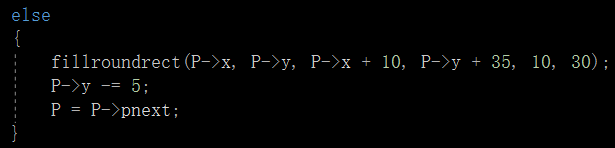 else
{
fillroundrect(P->x, P->y, P->x + 10, P->y + 35, 10, 30);
P->y -= 5;
P = P->pnext;
}